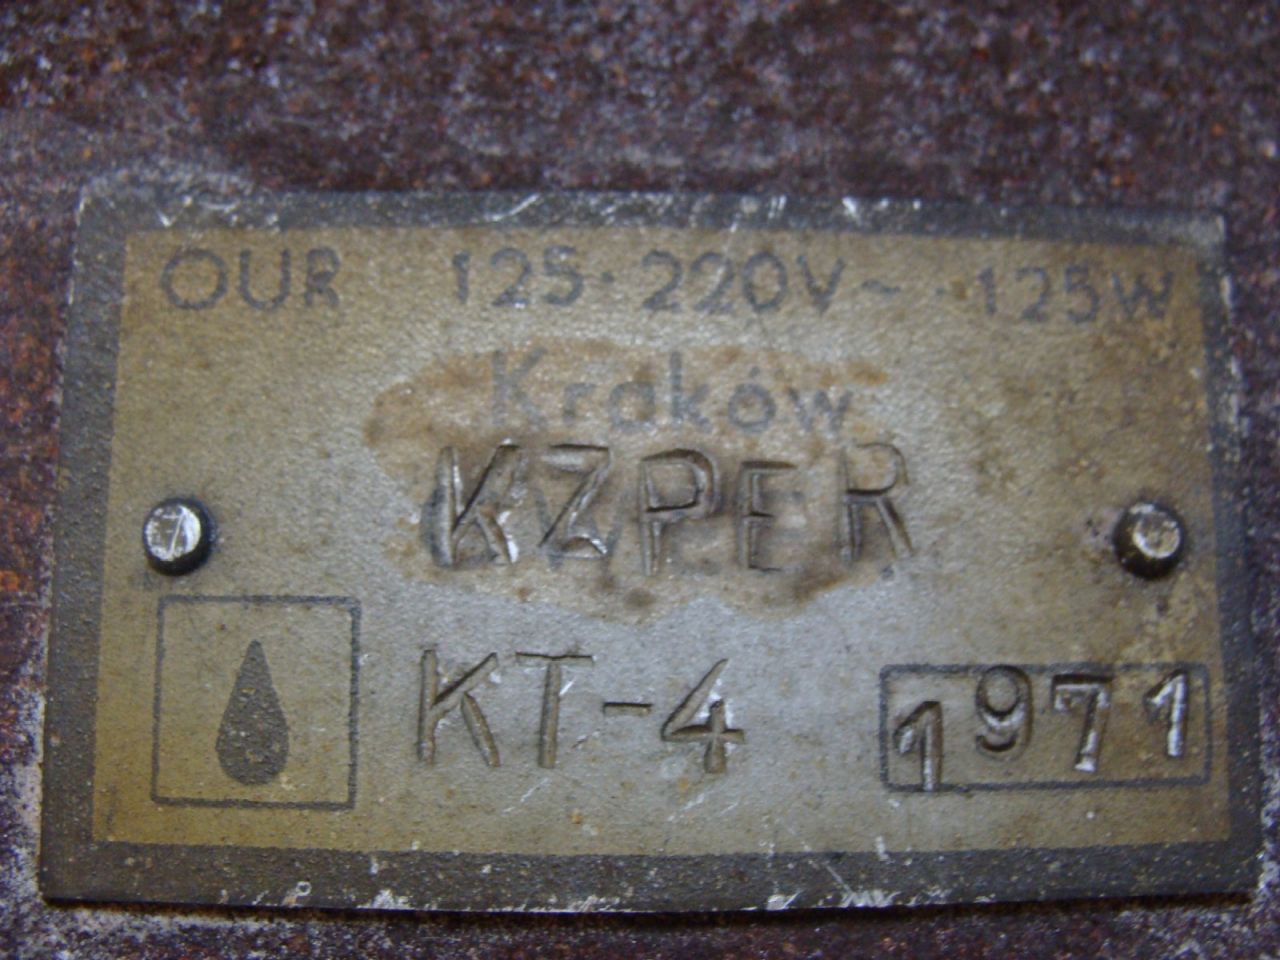 OUR 125·220V~ ·125W
Kraków
KZPER
KT-4 1971